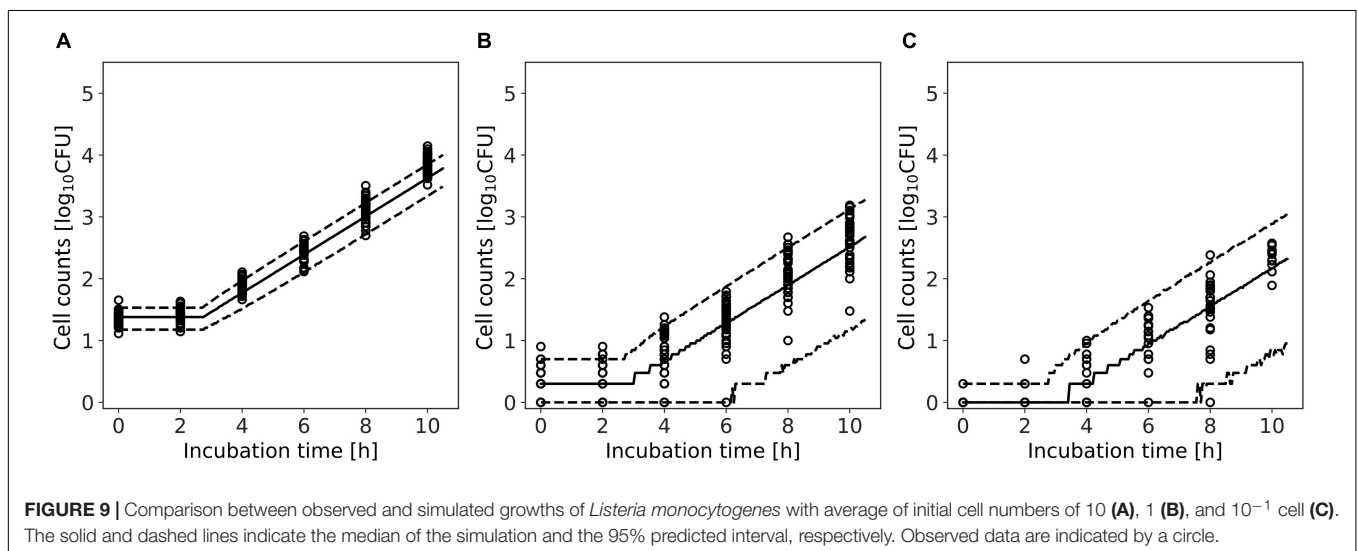 A
B
C
Cell counts [log10CFU]
5
4
3
2
1
0
0 2 4 6 8 10
Incubation time [h]
Cell counts [log10CFU]
5
4
3
2
1
0
0 2 4 6 8 10
Incubation time [h]
Cell counts [log10CFU]
5
4
3
2
1
0
0 2 4 6 8 10
Incubation time [h]
FIGURE 9 | Comparison between observed and simulated growths of Listeria monocytogenes with average of initial cell numbers of 10 (A), 1 (B), and 10⁻¹ cell (C).
The solid and dashed lines indicate the median of the simulation and the 95% predicted interval, respectively. Observed data are indicated by a circle.